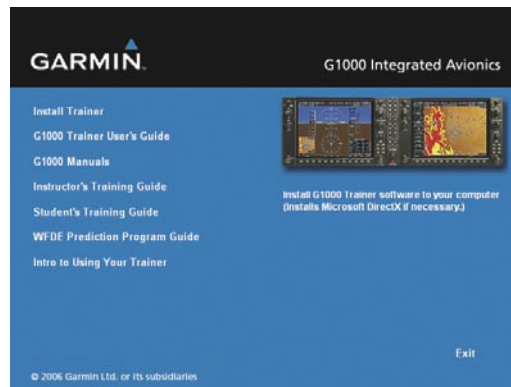 GARMIN
G1000 Integrated Avionics
Install Trainer
G1000 Trainer User's Guide
G1000 Manuals
Instructor's Training Guide
Student's Training Guide
WFDE Prediction Program Guide
Intro to Using Your Trainer
Install G1000 Trainer software to your computer
(Installs Microsoft DirectX if necessary.)
Exit
© 2006 Garmin Ltd. or its subsidiaries